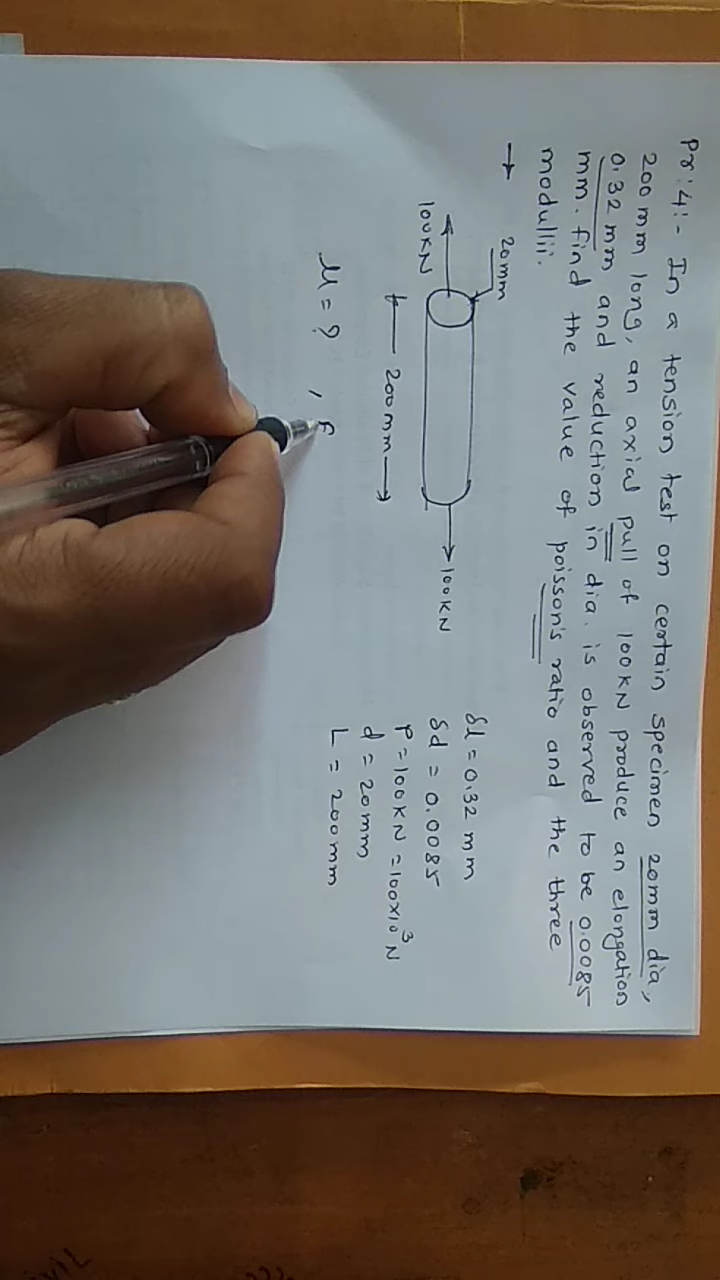 Pr:4:- In a tension test on certain specimen 20mm dia,
200 mm long, an axial pull of 100 KN produce an elongation
0.32 mm and reduction in dia. is observed to be 0.0085
mm. find the value of poisson's ratio and the three
modullii.
→
20mm
100KN
100KN
200mm
δl = 0.32 mm
δd = 0.0085
P = 100KN = 100x10³ N
d = 20mm
L = 200mm
μ = ? ,